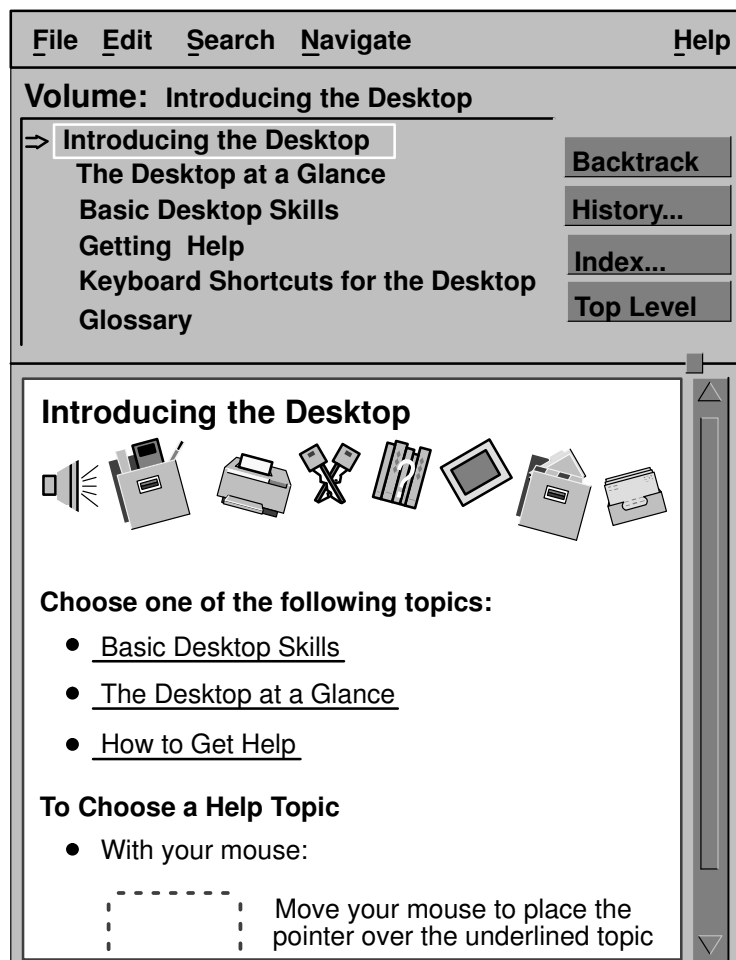 File Edit Search Navigate Help
Volume: Introducing the Desktop
⇒ Introducing the Desktop
The Desktop at a Glance
Basic Desktop Skills
Getting Help
Keyboard Shortcuts for the Desktop
Glossary
Backtrack
History...
Index...
Top Level
Introducing the Desktop
Choose one of the following topics:
• Basic Desktop Skills
• The Desktop at a Glance
• How to Get Help
To Choose a Help Topic
• With your mouse:
Move your mouse to place the
pointer over the underlined topic